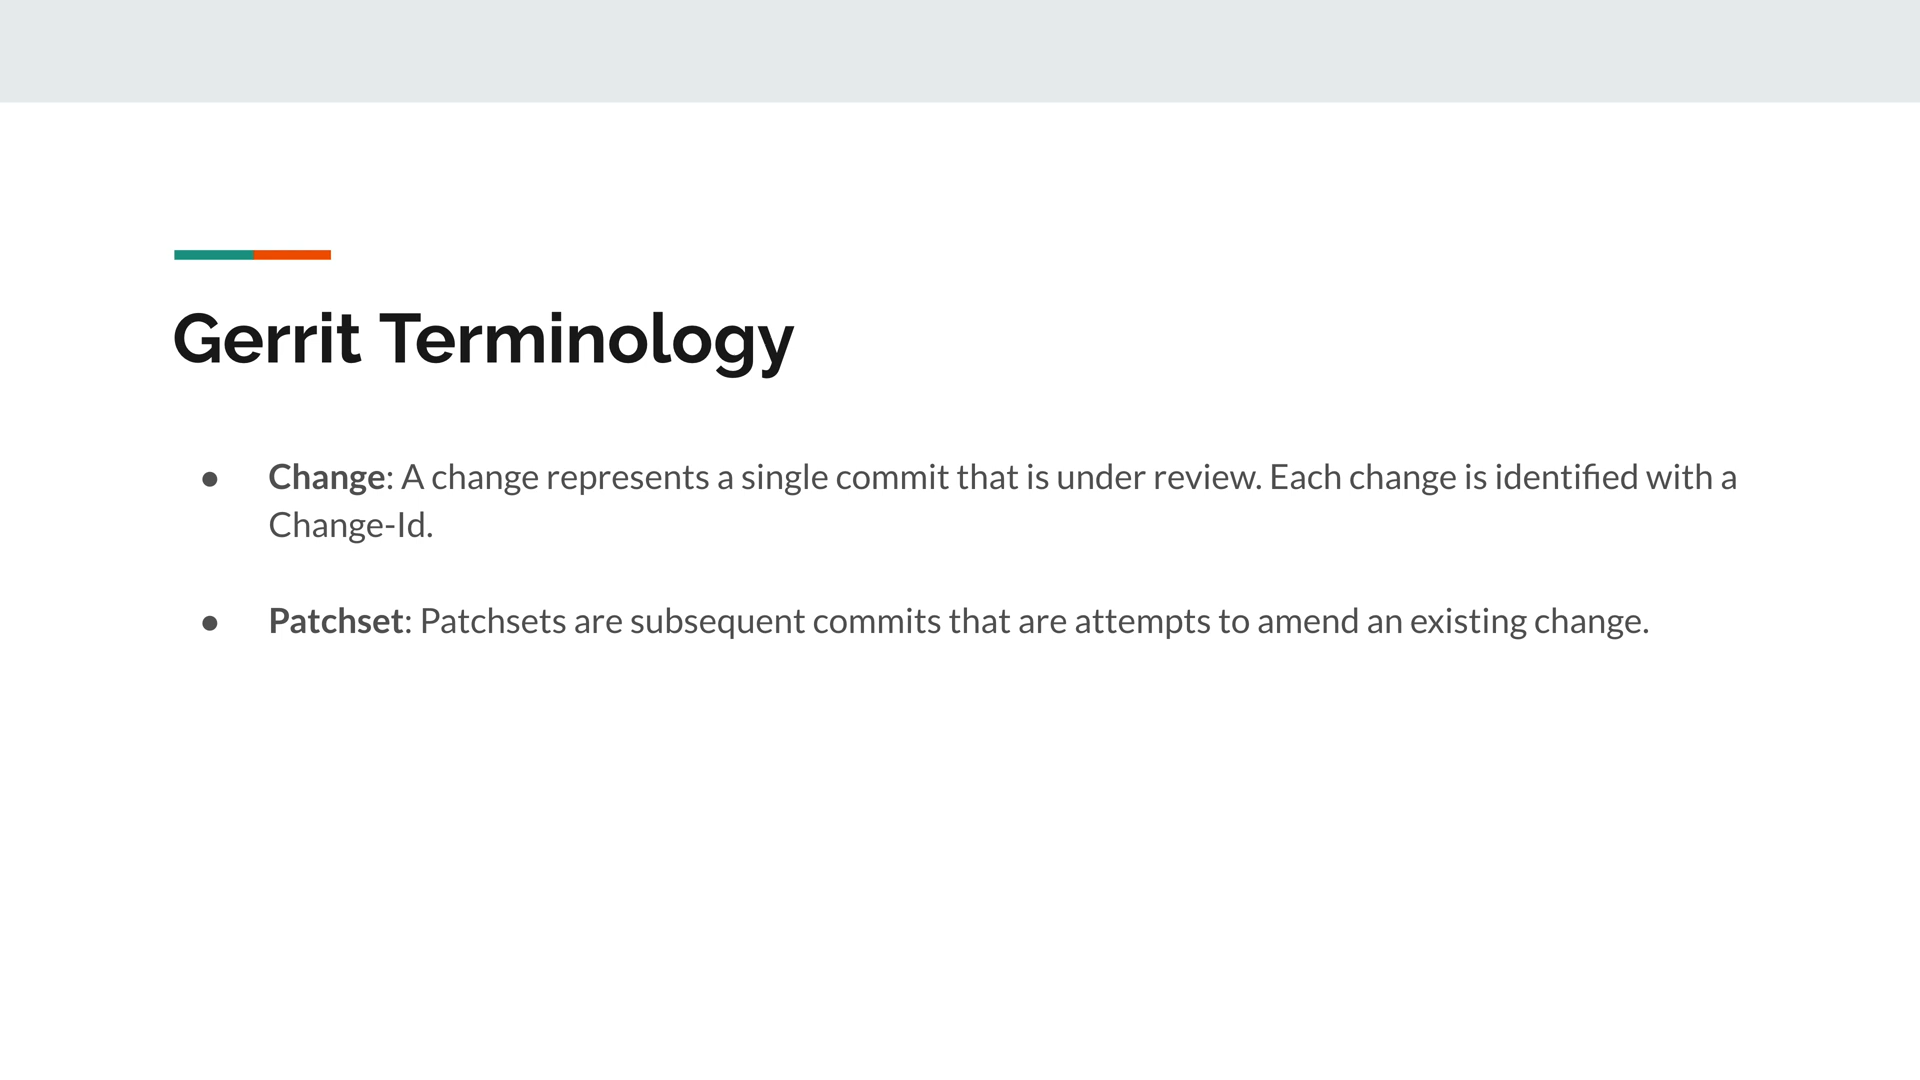 Gerrit Terminology
● Change: A change represents a single commit that is under review. Each change is identified with a
Change-Id.
● Patchset: Patchsets are subsequent commits that are attempts to amend an existing change.